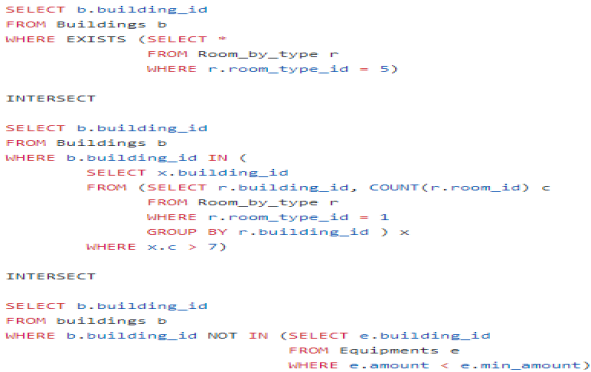 SELECT b.building_id
FROM Buildings b
WHERE EXISTS (SELECT *
FROM Room_by_type r
WHERE r.room_type_id = 5)
INTERSECT
SELECT b.building_id
FROM Buildings b
WHERE b.building_id IN (
SELECT x.building_id
FROM (SELECT r.building_id, COUNT(r.room_id) c
FROM Room_by_type r
WHERE r.room_type_id = 1
GROUP BY r.building_id ) x
WHERE x.c > 7)
INTERSECT
SELECT b.building_id
FROM buildings b
WHERE b.building_id NOT IN (SELECT e.building_id
FROM Equipments e
WHERE e.amount < e.min_amount)